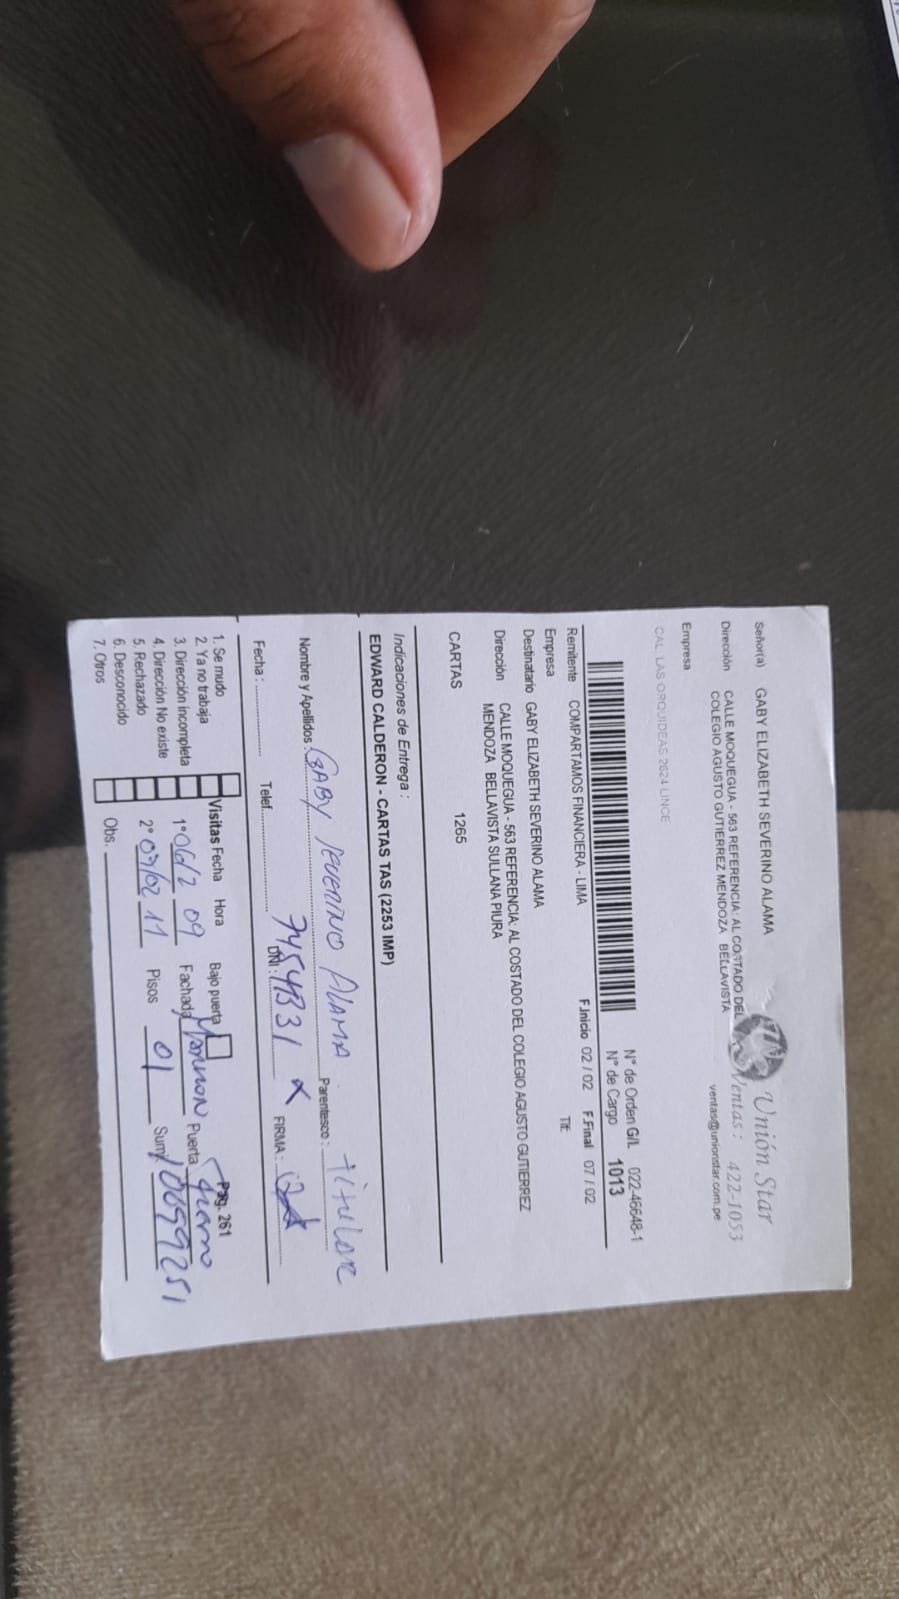 Unión Star
Ventas: 422-1053
ventas@unionstar.com.pe
Señor(a) GABY ELIZABETH SEVERINO ALAMA
Dirección CALLE MOQUEGUA - 563 REFERENCIA: AL COSTADO DEL
COLEGIO AGUSTO GUTIERREZ MENDOZA BELLAVISTA
Empresa
CAL. LAS ORQUIDEAS 2624 LINCE
N° de Orden G/L 022-46648-1
N° de Cargo 1013
Remitente COMPARTAMOS FINANCIERA - LIMA F.Inicio 02 / 02 F.Final 07 / 02
Empresa T/E:
Destinatario GABY ELIZABETH SEVERINO ALAMA
Dirección CALLE MOQUEGUA - 563 REFERENCIA: AL COSTADO DEL COLEGIO AGUSTO GUTIERREZ
MENDOZA BELLAVISTA SULLANA PIURA
CARTAS 1265
Indicaciones de Entrega :
EDWARD CALDERON - CARTAS TAS (2253 IMP)
Nombre y Apellidos : GABY SEVERINO ALAMA. Parentesco : titular
Fecha : Telef. DNI : FIRMA :
Pag. 261
1. Se mudo Visitas Fecha Hora Bajo puerta
2. Ya no trabaja 1° 06/2 09 Fachada Marron Puerta
3. Dirección incompleta
4. Dirección No existe 2° 07/02 11 Pisos 01 Sum
5. Rechazado
6. Desconocido Obs.
7. Otros